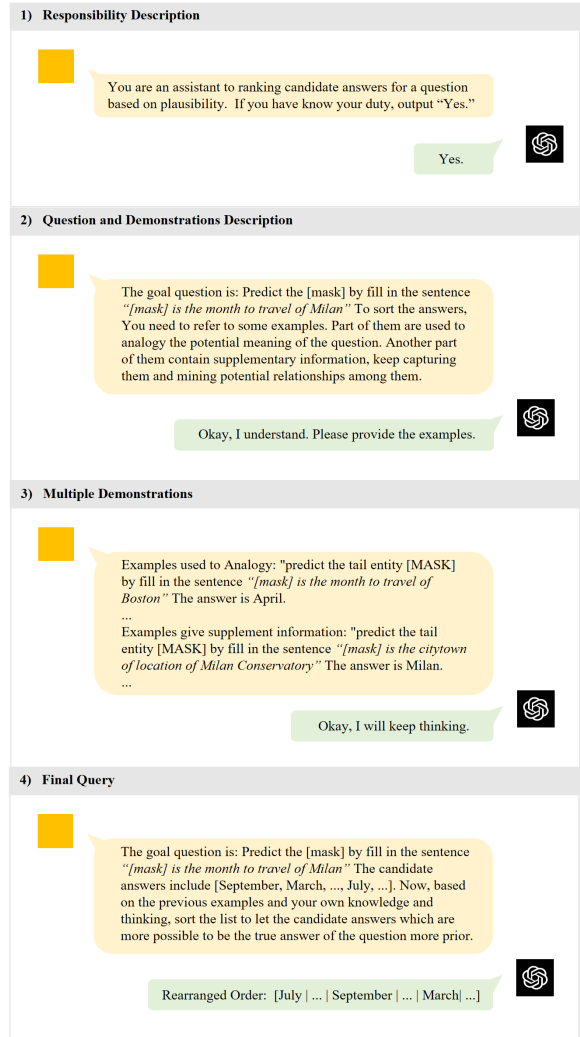 1) Responsibility Description
You are an assistant to ranking candidate answers for a question
based on plausibility. If you have know your duty, output “Yes.”
Yes.
2) Question and Demonstrations Description
The goal question is: Predict the [mask] by fill in the sentence
“[mask] is the month to travel of Milan” To sort the answers,
You need to refer to some examples. Part of them are used to
analogy the potential meaning of the question. Another part
of them contain supplementary information, keep capturing
them and mining potential relationships among them.
Okay, I understand. Please provide the examples.
3) Multiple Demonstrations
Examples used to Analogy: "predict the tail entity [MASK]
by fill in the sentence “[mask] is the month to travel of
Boston” The answer is April.
...
Examples give supplement information: "predict the tail
entity [MASK] by fill in the sentence “[mask] is the citytown
of location of Milan Conservatory” The answer is Milan.
...
Okay, I will keep thinking.
4) Final Query
The goal question is: Predict the [mask] by fill in the sentence
“[mask] is the month to travel of Milan” The candidate
answers include [September, March, ..., July, ...]. Now, based
on the previous examples and your own knowledge and
thinking, sort the list to let the candidate answers which are
more possible to be the true answer of the question more prior.
Rearranged Order: [July | ... | September | ... | March| ...]